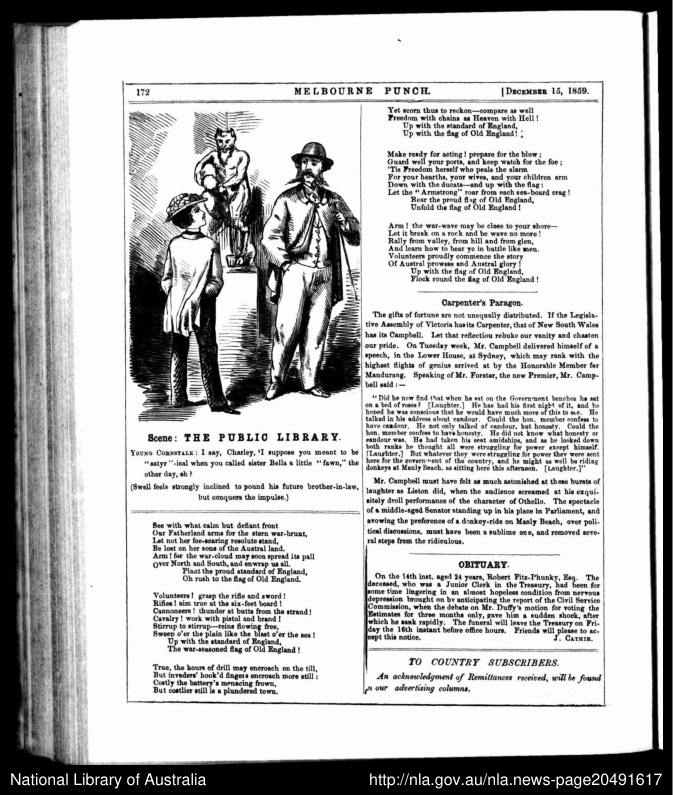 172 MELBOURNE PUNCH. [DECEMBER 15, 1859.
Scene: THE PUBLIC LIBRARY.
YOUNG CORNSTALK: I say, Charley, 'I suppose you meant to be
"satyr"-ical when you called sister Bella a little "fawn," the
other day, eh?
(Swell feels strongly inclined to pound his future brother-in-law,
but conquers the impulse.)
See with what calm but defiant front
Our Fatherland arms for the stern war-brunt,
Let not her foe-scaring resolute stand,
Be lost on her sons of the Austral land.
Arm! for the war-cloud may soon spread its pall
Over North and South, and enwrap us all.
Plant the proud standard of England,
Oh rush to the flag of Old England.
Volunteers! grasp the rifle and sword!
Rifles! aim true at the six-feet board!
Cannoneers! thunder at butts from the strand!
Cavalry! work with pistol and brand!
Stirrup to stirrup—reins flowing free,
Sweep o'er the plain like the blast o'er the sea!
Up with the standard of England,
The war-seasoned flag of Old England!
True, the hours of drill may encroach on the till,
But invaders' hook'd fingers encroach more still:
Costly the battery's menacing frown,
But costlier still is a plundered town.
Yet scorn thus to reckon—compare as well
Freedom with chains as Heaven with Hell!
Up with the standard of England,
Up with the flag of Old England!
Make ready for acting! prepare for the blow;
Guard well your ports, and keep watch for the foe;
'Tis Freedom herself who peals the alarm
For your hearths, your wives, and your children arm
Down with the ducats—and up with the flag:
Let the "Armstrong" roar from each sea-board crag!
Rear the proud flag of Old England,
Unfold the flag of Old England!
Arm! the war-wave may be close to your shore—
Let it break on a rock and be wave no more!
Rally from valley, from hill and from glen,
And learn how to bear ye in battle like men.
Volunteers proudly commence the story
Of Austral prowess and Austral glory!
Up with the flag of Old England,
Flock round the flag of Old England!
Carpenter's Paragon.
The gifts of fortune are not unequally distributed. If the Legisla-
tive Assembly of Victoria has its Carpenter, that of New South Wales
has its Campbell. Let that reflection rebuke our vanity and chasten
our pride. On Tuesday week, Mr. Campbell delivered himself of a
speech, in the Lower House, at Sydney, which may rank with the
highest flights of genius arrived at by the Honorable Member for
Mandurang. Speaking of Mr. Forster, the new Premier, Mr. Camp-
bell said:—
"Did he now find that when he sat on the Government benches he sat
on a bed of roses? [Laughter.] He has had his first night of it, and he
hoped he was conscious that he would have much more of this to see. He
talked in his address about candour. Could the hon. member confess to
have candour. He not only talked of candour, but honesty. Could the
hon. member confess to have honesty. He did not know what honesty or
candour was. He had taken his seat amidships, and as he looked down
both ranks he thought all were struggling for power except himself.
[Laughter.] But whatever they were struggling for power they were sent
here for the government of the country, and he might as well be riding
donkeys at Manly Beach, as sitting here this afternoon. [Laughter.]"
Mr. Campbell must have felt as much astonished at these bursts of
laughter as Liston did, when the audience screamed at his exqui-
sitely droll performance of the character of Othello. The spectacle
of a middle-aged Senator standing up in his place in Parliament, and
avowing the preference of a donkey-ride on Manly Beach, over poli-
tical discussions, must have been a sublime one, and removed seve-
ral steps from the ridiculous.
OBITUARY.
On the 14th inst. aged 24 years, Robert Fitz-Phunky, Esq. The
deceased, who was a Junior Clerk in the Treasury, had been for
some time lingering in an almost hopeless condition from nervous
depression brought on by anticipating the report of the Civil Service
Commission, when the debate on Mr. Duffy's motion for voting the
Estimates for three months only, gave him a sudden shock, after
which he sank rapidly. The funeral will leave the Treasury on Fri-
day the 16th instant before office hours. Friends will please to ac-
cept this notice. J. CATHIE.
TO COUNTRY SUBSCRIBERS.
An acknowledgment of Remittances received, will be found
in our advertising columns.
National Library of Australia http://nla.gov.au/nla.news-page20491617